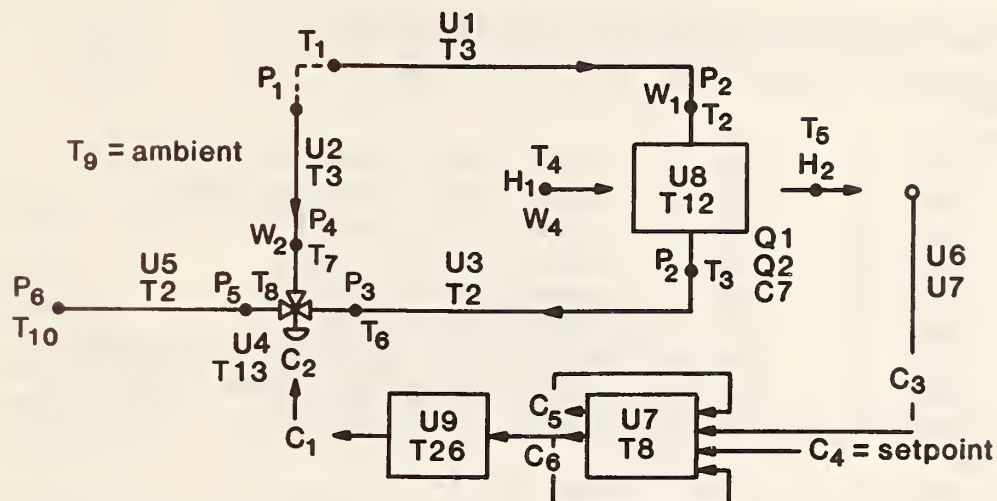 U1
T3
T₁
P₁
P₂
W₁
T₂
T₉ = ambient
U2
T3
T₄
H₁
W₄
U8
T12
T₅
H₂
Q1
Q2
C7
P₄
W₂
T₇
U5
T2
P₅
T₈
P₃
U3
T2
P₂
T₃
U6
U7
P₆
T₁₀
T₆
U4
T13
C₂
C₃
C₁
U9
T26
C₅
C₆
U7
T8
C₄ = setpoint